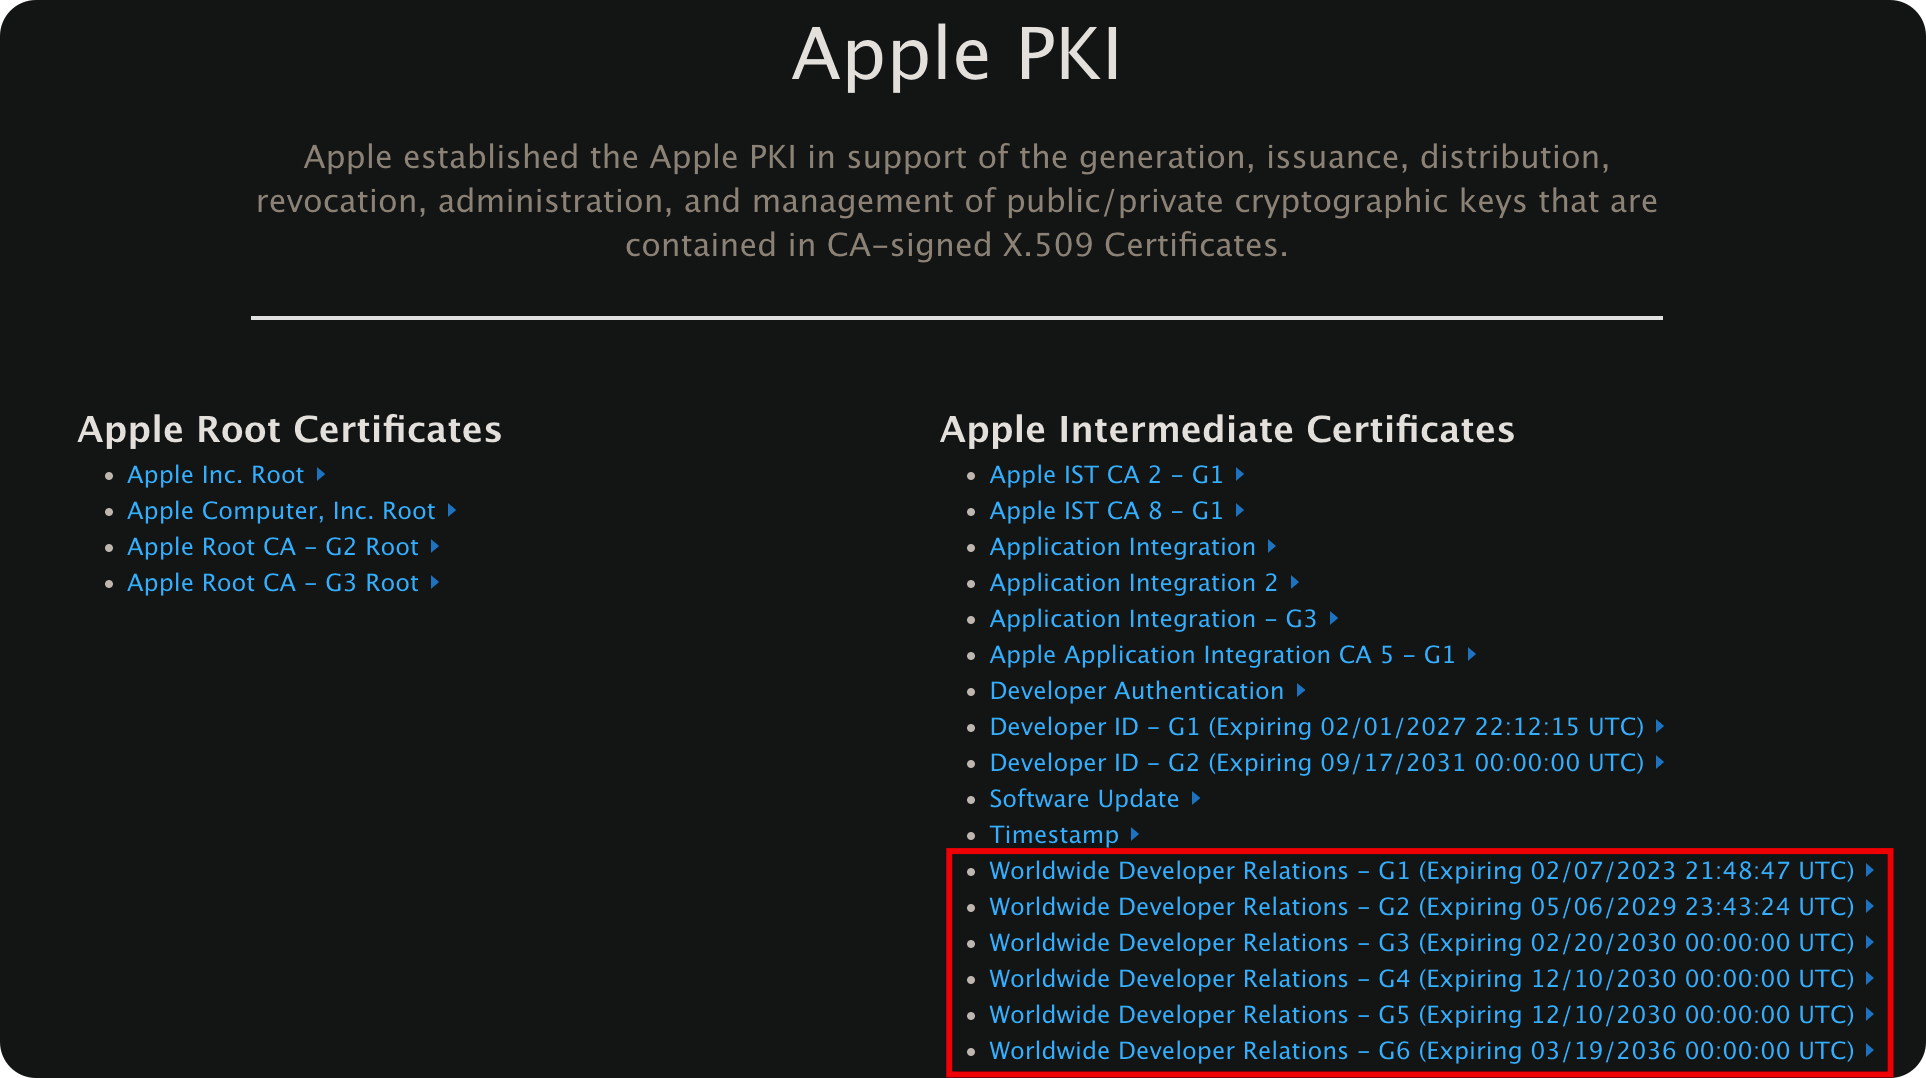 Apple PKI
Apple established the Apple PKI in support of the generation, issuance, distribution,
revocation, administration, and management of public/private cryptographic keys that are
contained in CA-signed X.509 Certificates.
Apple Root Certificates
Apple Inc. Root
Apple Computer, Inc. Root
Apple Root CA - G2 Root
Apple Root CA - G3 Root
Apple Intermediate Certificates
Apple IST CA 2 - G1
Apple IST CA 8 - G1
Application Integration
Application Integration 2
Application Integration - G3
Apple Application Integration CA 5 - G1
Developer Authentication
Developer ID - G1 (Expiring 02/01/2027 22:12:15 UTC)
Developer ID - G2 (Expiring 09/17/2031 00:00:00 UTC)
Software Update
Timestamp
Worldwide Developer Relations - G1 (Expiring 02/07/2023 21:48:47 UTC)
Worldwide Developer Relations - G2 (Expiring 05/06/2029 23:43:24 UTC)
Worldwide Developer Relations - G3 (Expiring 02/20/2030 00:00:00 UTC)
Worldwide Developer Relations - G4 (Expiring 12/10/2030 00:00:00 UTC)
Worldwide Developer Relations - G5 (Expiring 12/10/2030 00:00:00 UTC)
Worldwide Developer Relations - G6 (Expiring 03/19/2036 00:00:00 UTC)